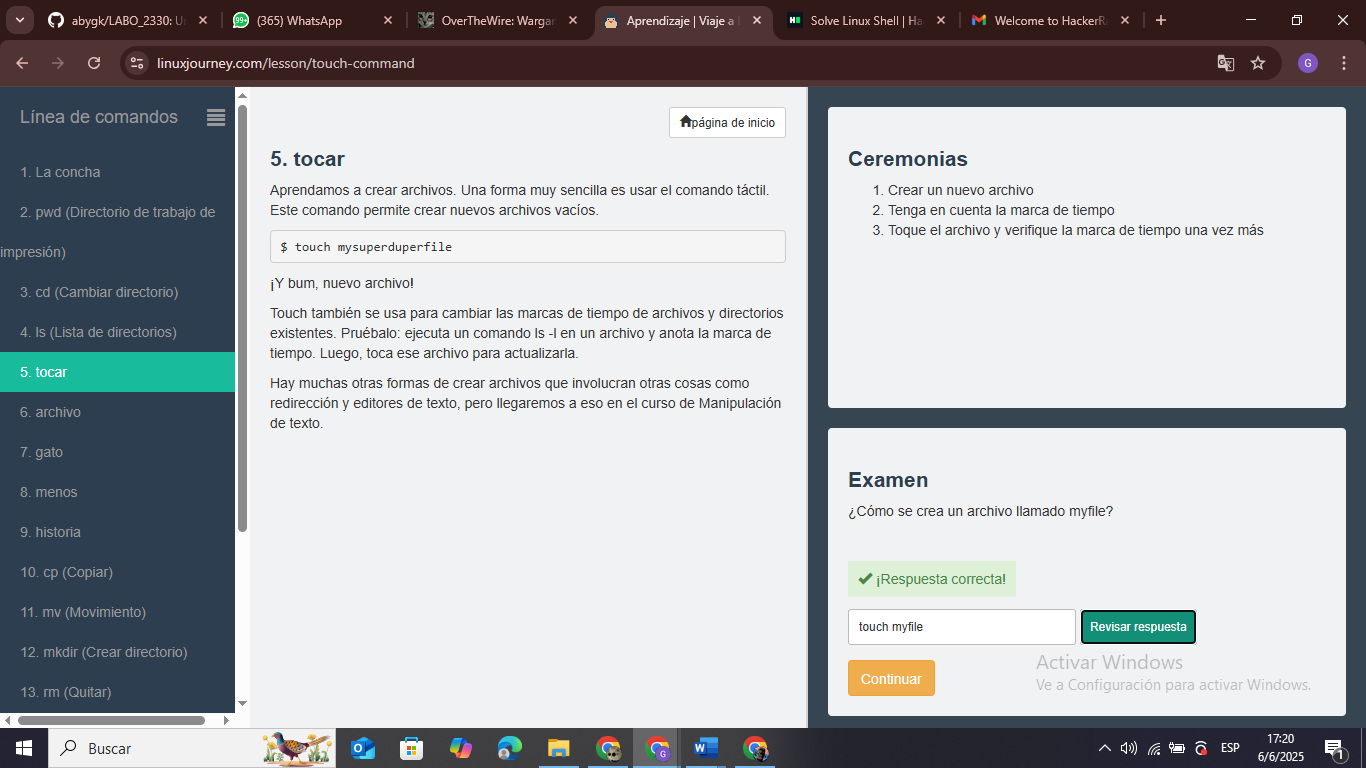 abygk/LABO_2330: U
(365) WhatsApp
OverTheWire: Wargar
Aprendizaje | Viaje a
Solve Linux Shell | Ha
Welcome to HackerR
linuxjourney.com/lesson/touch-command
G
Línea de comandos
1. La concha
2. pwd (Directorio de trabajo de
impresión)
3. cd (Cambiar directorio)
4. ls (Lista de directorios)
5. tocar
6. archivo
7. gato
8. menos
9. historia
10. cp (Copiar)
11. mv (Movimiento)
12. mkdir (Crear directorio)
13. rm (Quitar)
página de inicio
5. tocar
Aprendamos a crear archivos. Una forma muy sencilla es usar el comando táctil.
Este comando permite crear nuevos archivos vacíos.
$ touch mysuperduperfile
¡Y bum, nuevo archivo!
Touch también se usa para cambiar las marcas de tiempo de archivos y directorios
existentes. Pruébalo: ejecuta un comando ls -l en un archivo y anota la marca de
tiempo. Luego, toca ese archivo para actualizarla.
Hay muchas otras formas de crear archivos que involucran otras cosas como
redirección y editores de texto, pero llegaremos a eso en el curso de Manipulación
de texto.
Ceremonias
1. Crear un nuevo archivo
2. Tenga en cuenta la marca de tiempo
3. Toque el archivo y verifique la marca de tiempo una vez más
Examen
¿Cómo se crea un archivo llamado myfile?
¡Respuesta correcta!
touch myfile
Revisar respuesta
Continuar
Activar Windows
Ve a Configuración para activar Windows.
Buscar
ESP
17:20
6/6/2025
1